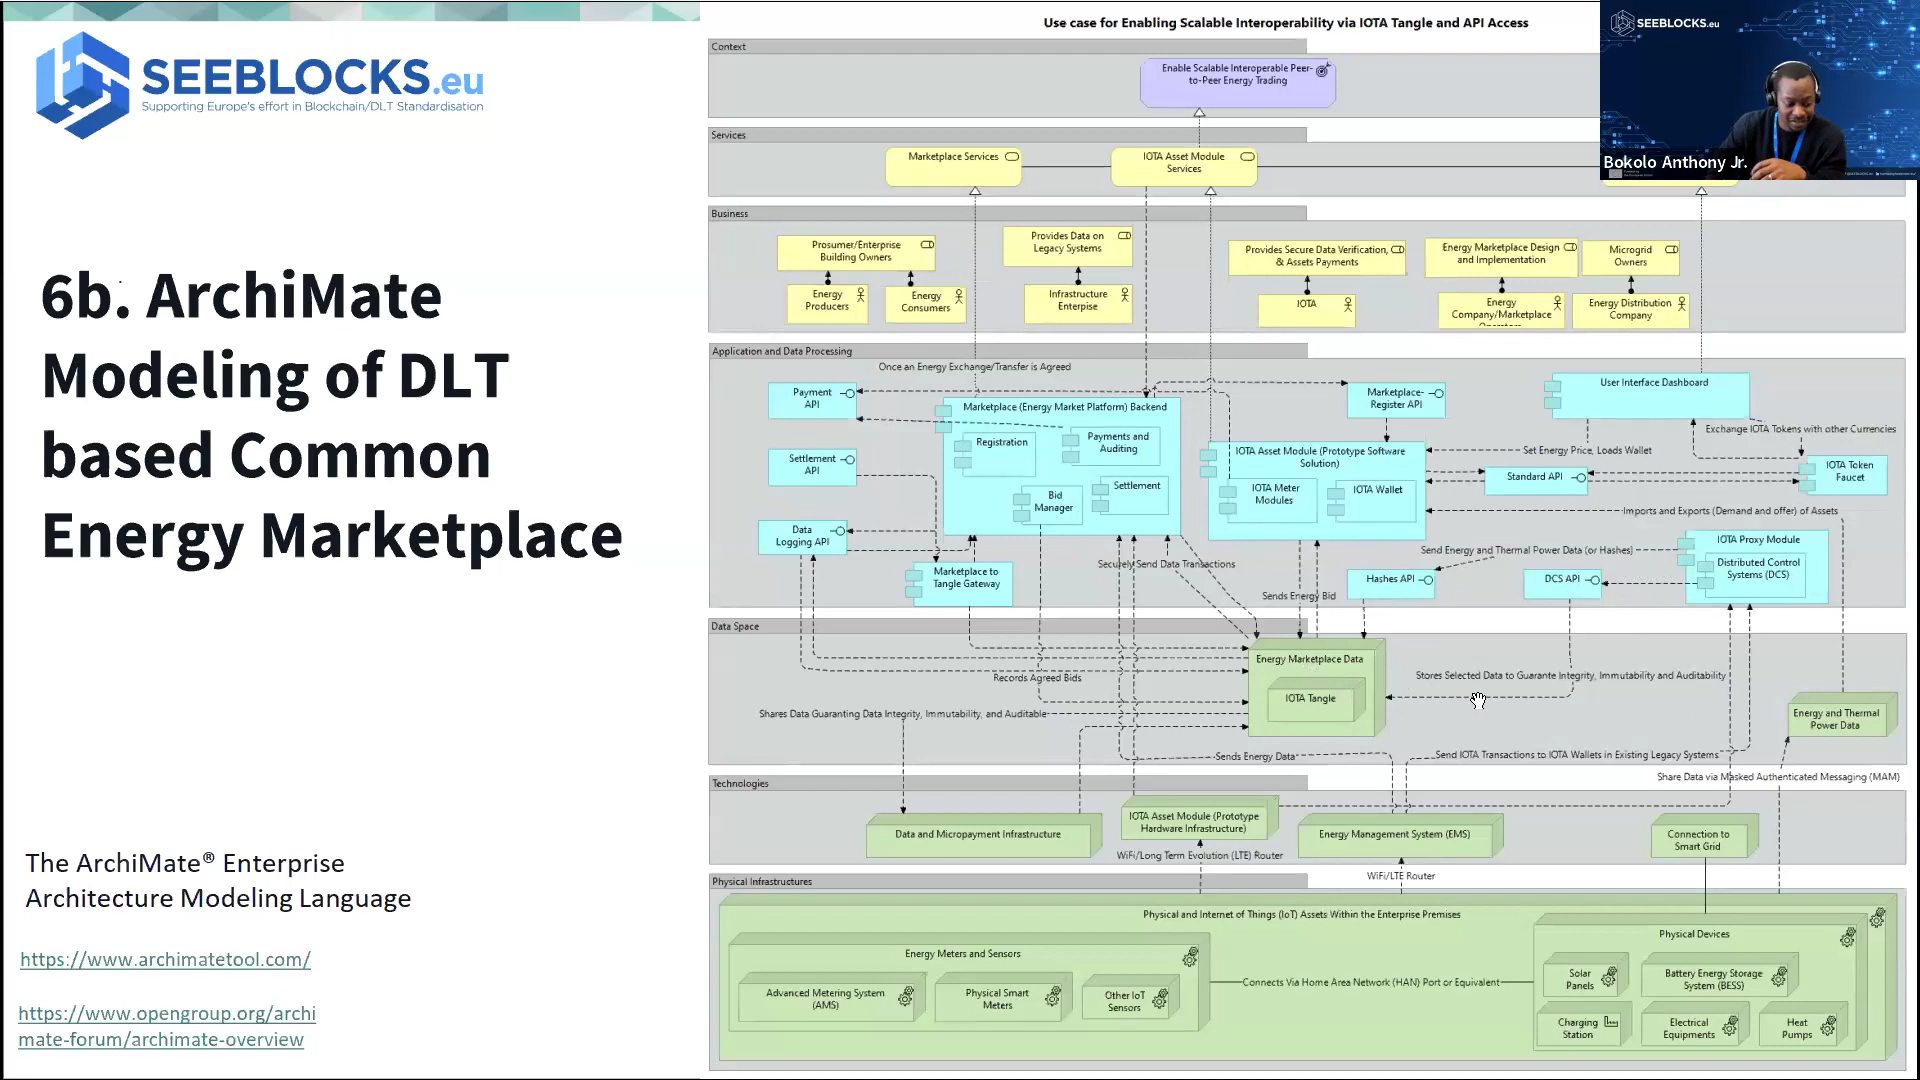 SEEBLOCKS.eu
Supporting Europe's effort in Blockchain/DLT Standardisation
6b. ArchiMate
Modeling of DLT
based Common
Energy Marketplace
The ArchiMate® Enterprise
Architecture Modeling Language
https://www.archimatetool.com/
https://www.opengroup.org/archi
mate-forum/archimate-overview
Use case for Enabling Scalable Interoperability via IOTA Tangle and API Access
SEEBLOCKS.eu
Bokolo Anthony Jr.
Context
Enable Scalable Interoperable Peer-
to-Peer Energy Trading
Services
Marketplace Services
IOTA Asset Module
Services
Business
Prosumer/Enterprise
Building Owners
Provides Data on
Legacy Systems
Provides Secure Data Verification,
& Assets Payments
Energy Marketplace Design
and Implementation
Microgrid
Owners
Energy
Producers
Energy
Consumers
Infrastructure
Enterpise
IOTA
Energy
Company/Marketplace
Energy Distribution
Company
Application and Data Processing
Once an Energy Exchange/Transfer is Agreed
Payment
API
Marketplace (Energy Market Platform) Backend
Registration
Payments and
Auditing
Bid
Manager
Settlement
Marketplace-
Register API
User Interface Dashboard
Exchange IOTA Tokens with other Currencies
Settlement
API
IOTA Asset Module (Prototype Software
Solution)
IOTA Meter
Modules
IOTA Wallet
Set Energy Price, Loads Wallet
Standard API
IOTA Token
Faucet
Imports and Exports (Demand and offer) of Assets
Data
Logging API
Marketplace to
Tangle Gateway
Securely Send Data Transactions
Sends Energy Bid
Send Energy and Thermal Power Data (or Hashes)
Hashes API
DCS API
IOTA Proxy Module
Distributed Control
Systems (DCS)
Data Space
Energy Marketplace Data
IOTA Tangle
Records Agreed Bids
Stores Selected Data to Guarante Integrity, Immutability and Auditability
Shares Data Guaranting Data Integrity, Immutability, and Auditable
Energy and Thermal
Power Data
Sends Energy Data
Send IOTA Transactions to IOTA Wallets in Existing Legacy Systems
Share Data via Masked Authenticated Messaging (MAM)
Technologies
Data and Micropayment Infrastructure
IOTA Asset Module (Prototype
Hardware Infrastructure)
Energy Management System (EMS)
Connection to
Smart Grid
WiFi/Long Term Evolution (LTE) Router
WiFi/LTE Router
Physical Infrastructures
Physical and Internet of Things (IoT) Assets Within the Enterprise Premises
Energy Meters and Sensors
Advanced Metering System
(AMS)
Physical Smart
Meters
Other IoT
Sensors
Connects Via Home Area Network (HAN) Port or Equivalent
Physical Devices
Solar
Panels
Battery Energy Storage
System (BESS)
Charging
Station
Electrical
Equipments
Heat
Pumps